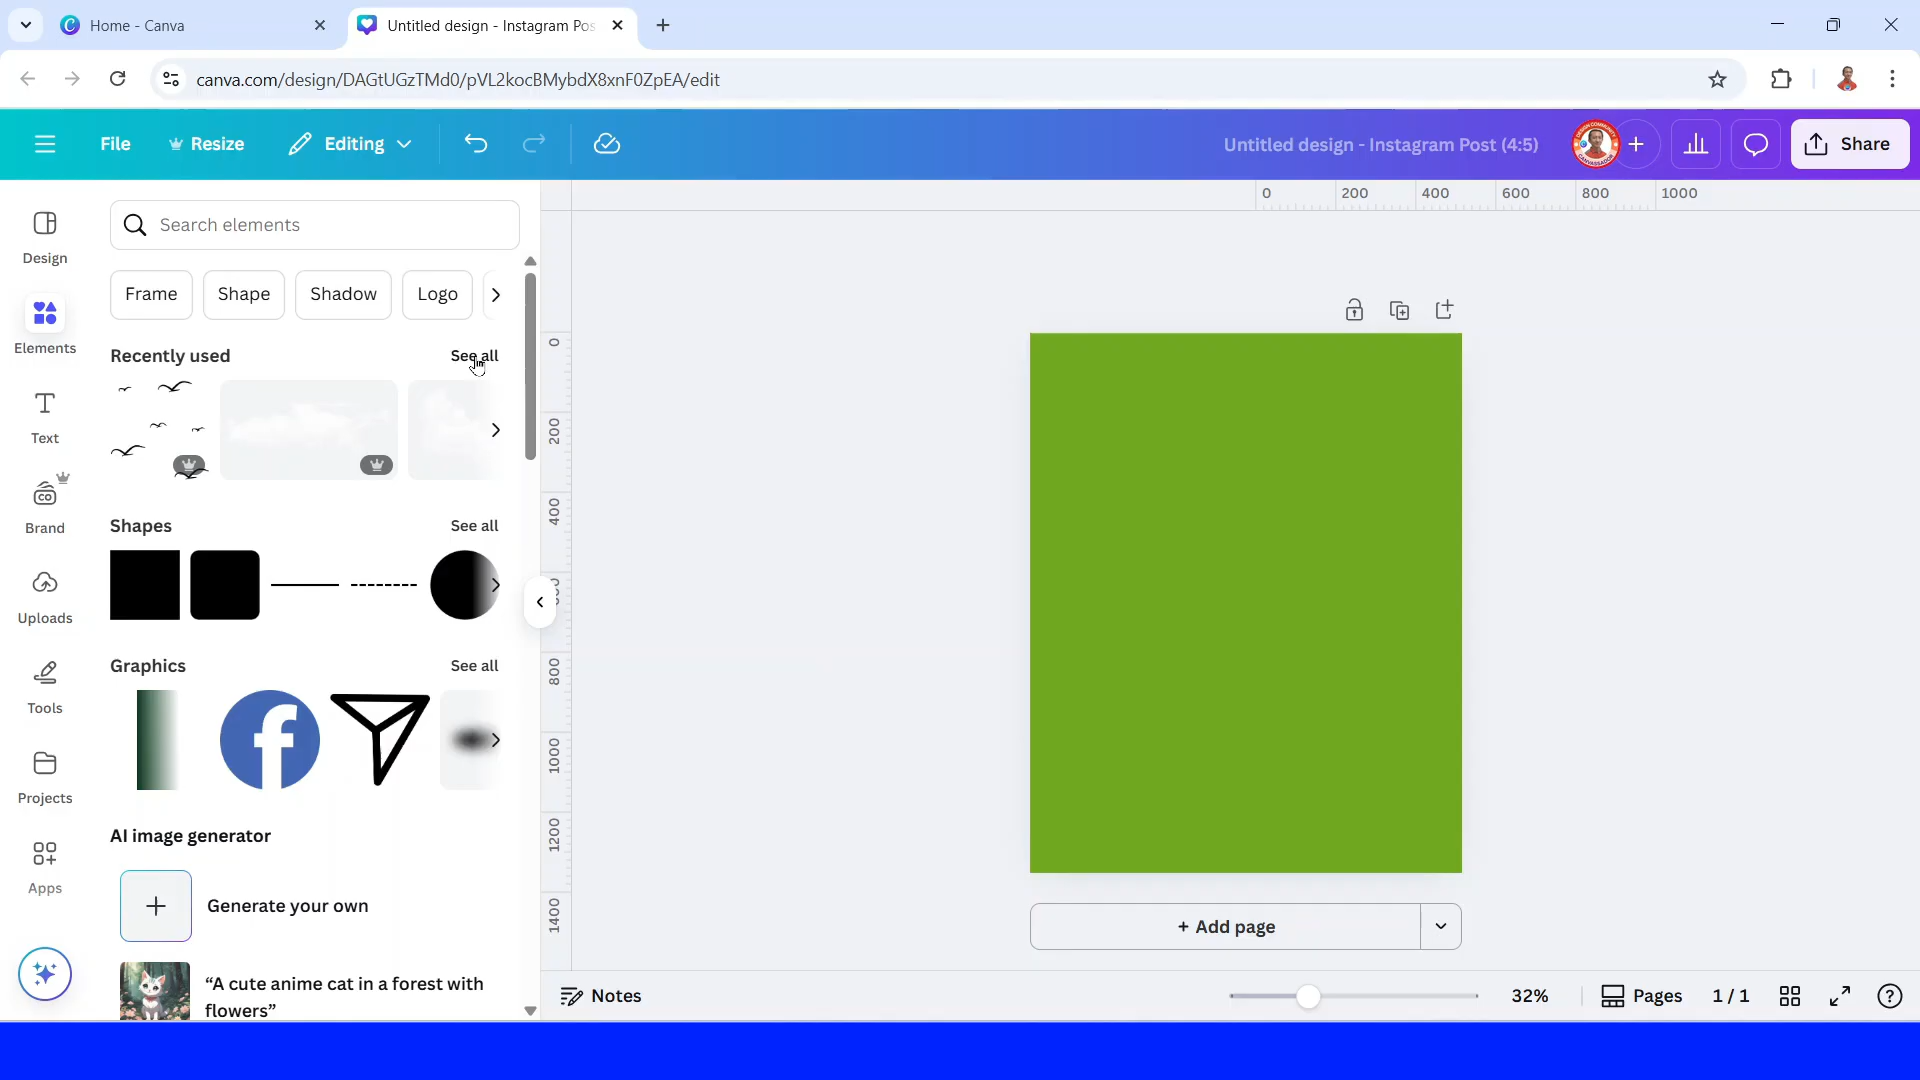 Home - Canva
Untitled design - Instagram Pos
canva.com/design/DAGtUGzTMd0/pVL2kocBMybdX8xnF0ZpEA/edit
File
Resize
Editing
Untitled design - Instagram Post (4:5)
Share
Design
Elements
Text
Brand
Uploads
Tools
Projects
Apps
Search elements
Frame
Shape
Shadow
Logo
Recently used
See all
Shapes
See all
Graphics
See all
AI image generator
Generate your own
“A cute anime cat in a forest with
flowers”
0 200 400 600 800 1000
0
200
400
800
1000
1200
1400
+ Add page
Notes
32%
Pages
1 / 1